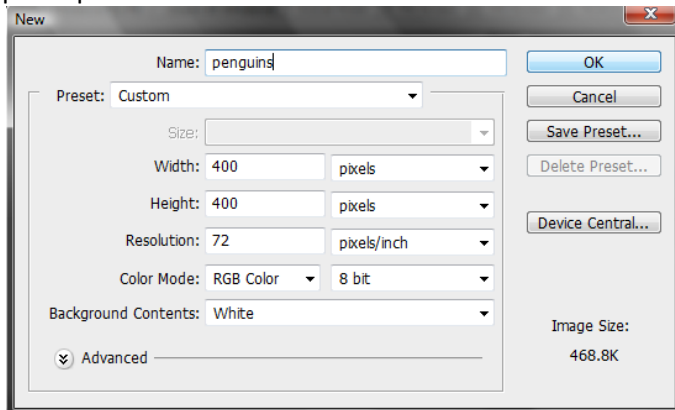 New
Name: penguins
OK
Preset: Custom
Cancel
Size:
Save Preset...
Width: 400 pixels
Delete Preset...
Height: 400 pixels
Device Central...
Resolution: 72 pixels/inch
Color Mode: RGB Color 8 bit
Background Contents: White
Image Size:
Advanced
468.8K